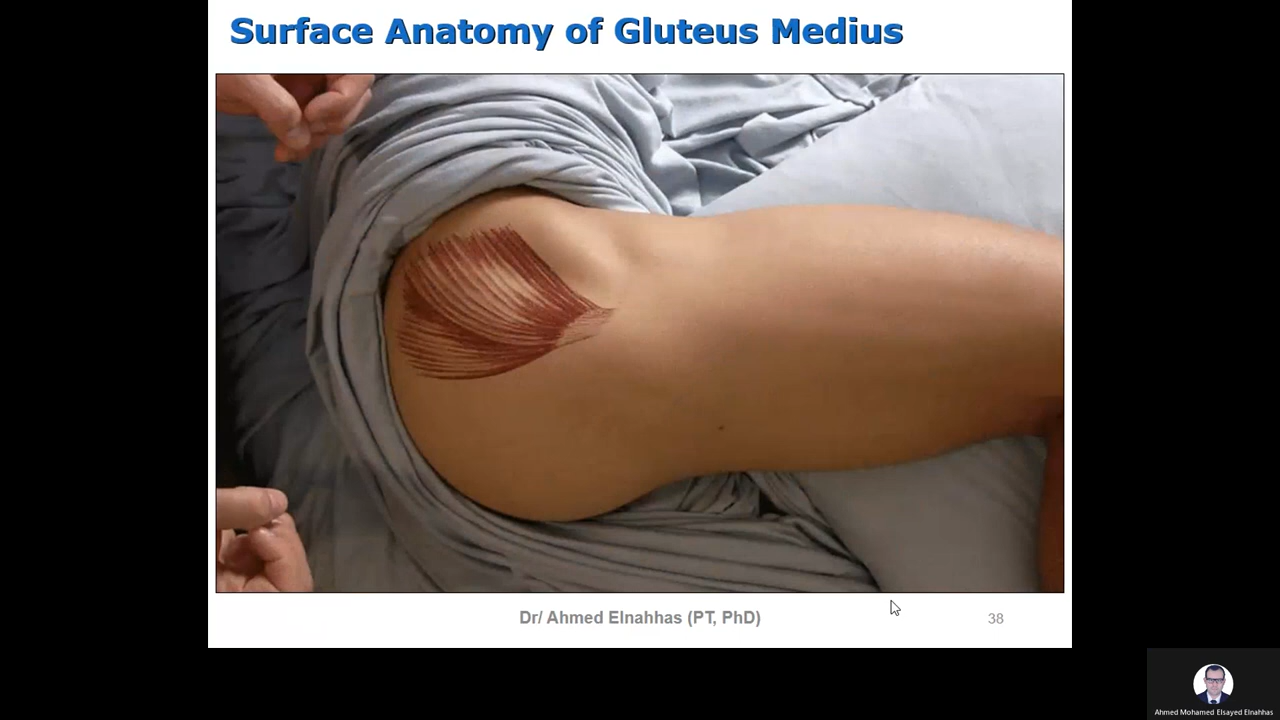 Surface Anatomy of Gluteus Medius
Dr/ Ahmed Elnahhas (PT, PhD)
38
Ahmed Mohamed Elsayed Elnahhas